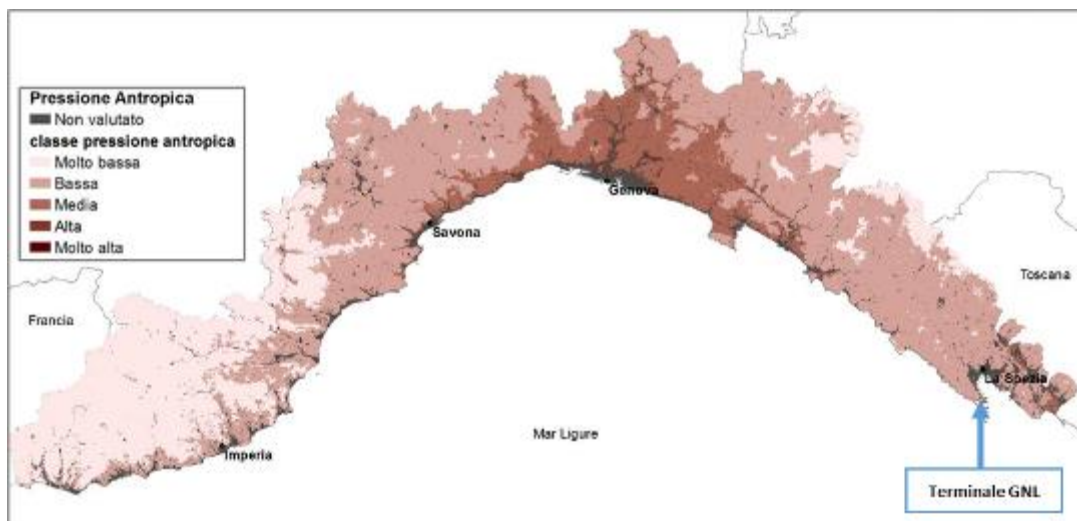 Pressione Antropica
Non valutato
classe pressione antropica
Molto bassa
Bassa
Media
Alta
Molto alta
Genova
Savona
Toscana
Francia
La Spezia
Mar Ligure
Imperia
Terminale GNL